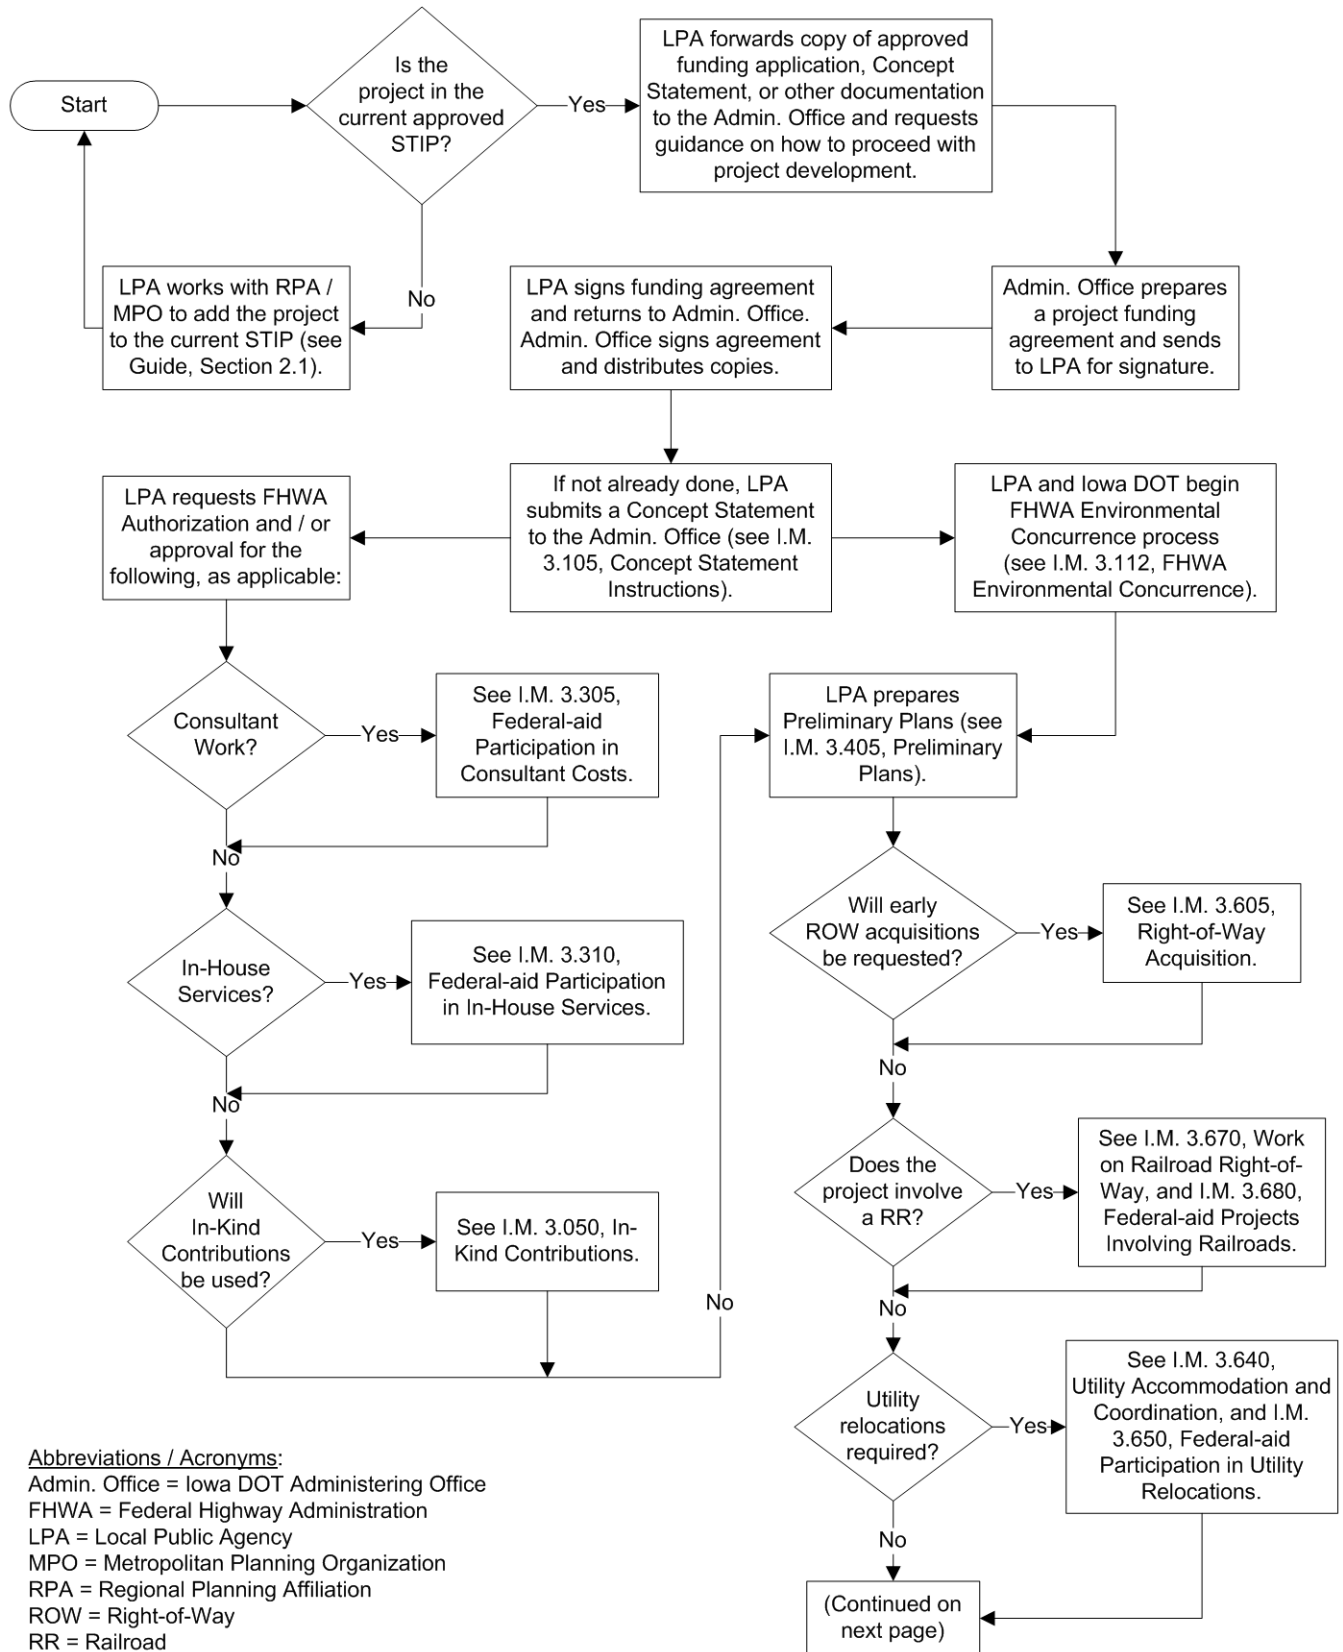 Start
Is the
project in the
current approved
STIP?
Yes
LPA forwards copy of approved
funding application, Concept
Statement, or other documentation
to the Admin. Office and requests
guidance on how to proceed with
project development.
No
LPA works with RPA /
MPO to add the project
to the current STIP (see
Guide, Section 2.1).
LPA signs funding agreement
and returns to Admin. Office.
Admin. Office signs agreement
and distributes copies.
Admin. Office prepares
a project funding
agreement and sends
to LPA for signature.
LPA requests FHWA
Authorization and / or
approval for the
following, as applicable:
If not already done, LPA
submits a Concept Statement
to the Admin. Office (see I.M.
3.105, Concept Statement
Instructions).
LPA and Iowa DOT begin
FHWA Environmental
Concurrence process
(see I.M. 3.112, FHWA
Environmental Concurrence).
Consultant
Work?
Yes
See I.M. 3.305,
Federal-aid
Participation in
Consultant Costs.
No
In-House
Services?
Yes
See I.M. 3.310,
Federal-aid Participation
in In-House Services.
No
Will
In-Kind
Contributions
be used?
Yes
See I.M. 3.050, In-
Kind Contributions.
No
LPA prepares
Preliminary Plans (see
I.M. 3.405, Preliminary
Plans).
Will early
ROW acquisitions
be requested?
Yes
See I.M. 3.605,
Right-of-Way
Acquisition.
No
Does the
project involve
a RR?
Yes
See I.M. 3.670, Work
on Railroad Right-of-
Way, and I.M. 3.680,
Federal-aid Projects
Involving Railroads.
No
Utility
relocations
required?
Yes
See I.M. 3.640,
Utility Accommodation and
Coordination, and I.M.
3.650, Federal-aid
Participation in Utility
Relocations.
No
(Continued on
next page)
Abbreviations / Acronyms:
Admin. Office = Iowa DOT Administering Office
FHWA = Federal Highway Administration
LPA = Local Public Agency
MPO = Metropolitan Planning Organization
RPA = Regional Planning Affiliation
ROW = Right-of-Way
RR = Railroad